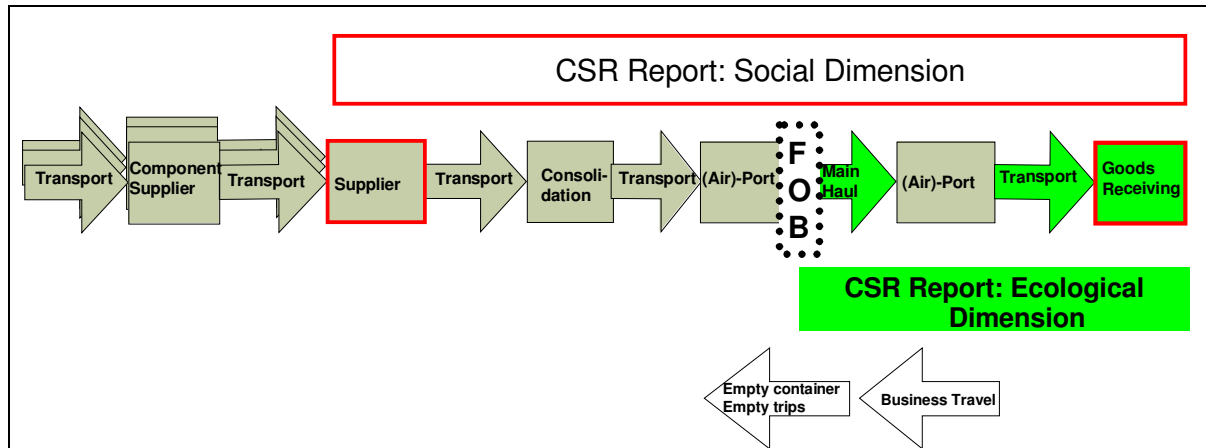 CSR Report: Social Dimension
Transport
Component
Supplier
Transport
Supplier
Transport
Consoli-
dation
Transport
(Air)-Port
F
O
B
Main
Haul
(Air)-Port
Transport
Goods
Receiving
CSR Report: Ecological
Dimension
Empty container
Empty trips
Business Travel